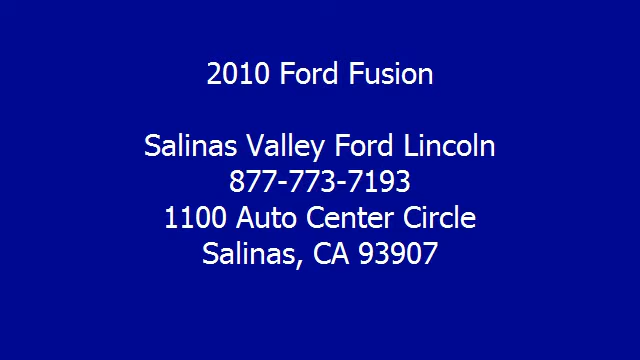 2010 Ford Fusion
Salinas Valley Ford Lincoln
877-773-7193
1100 Auto Center Circle
Salinas, CA 93907